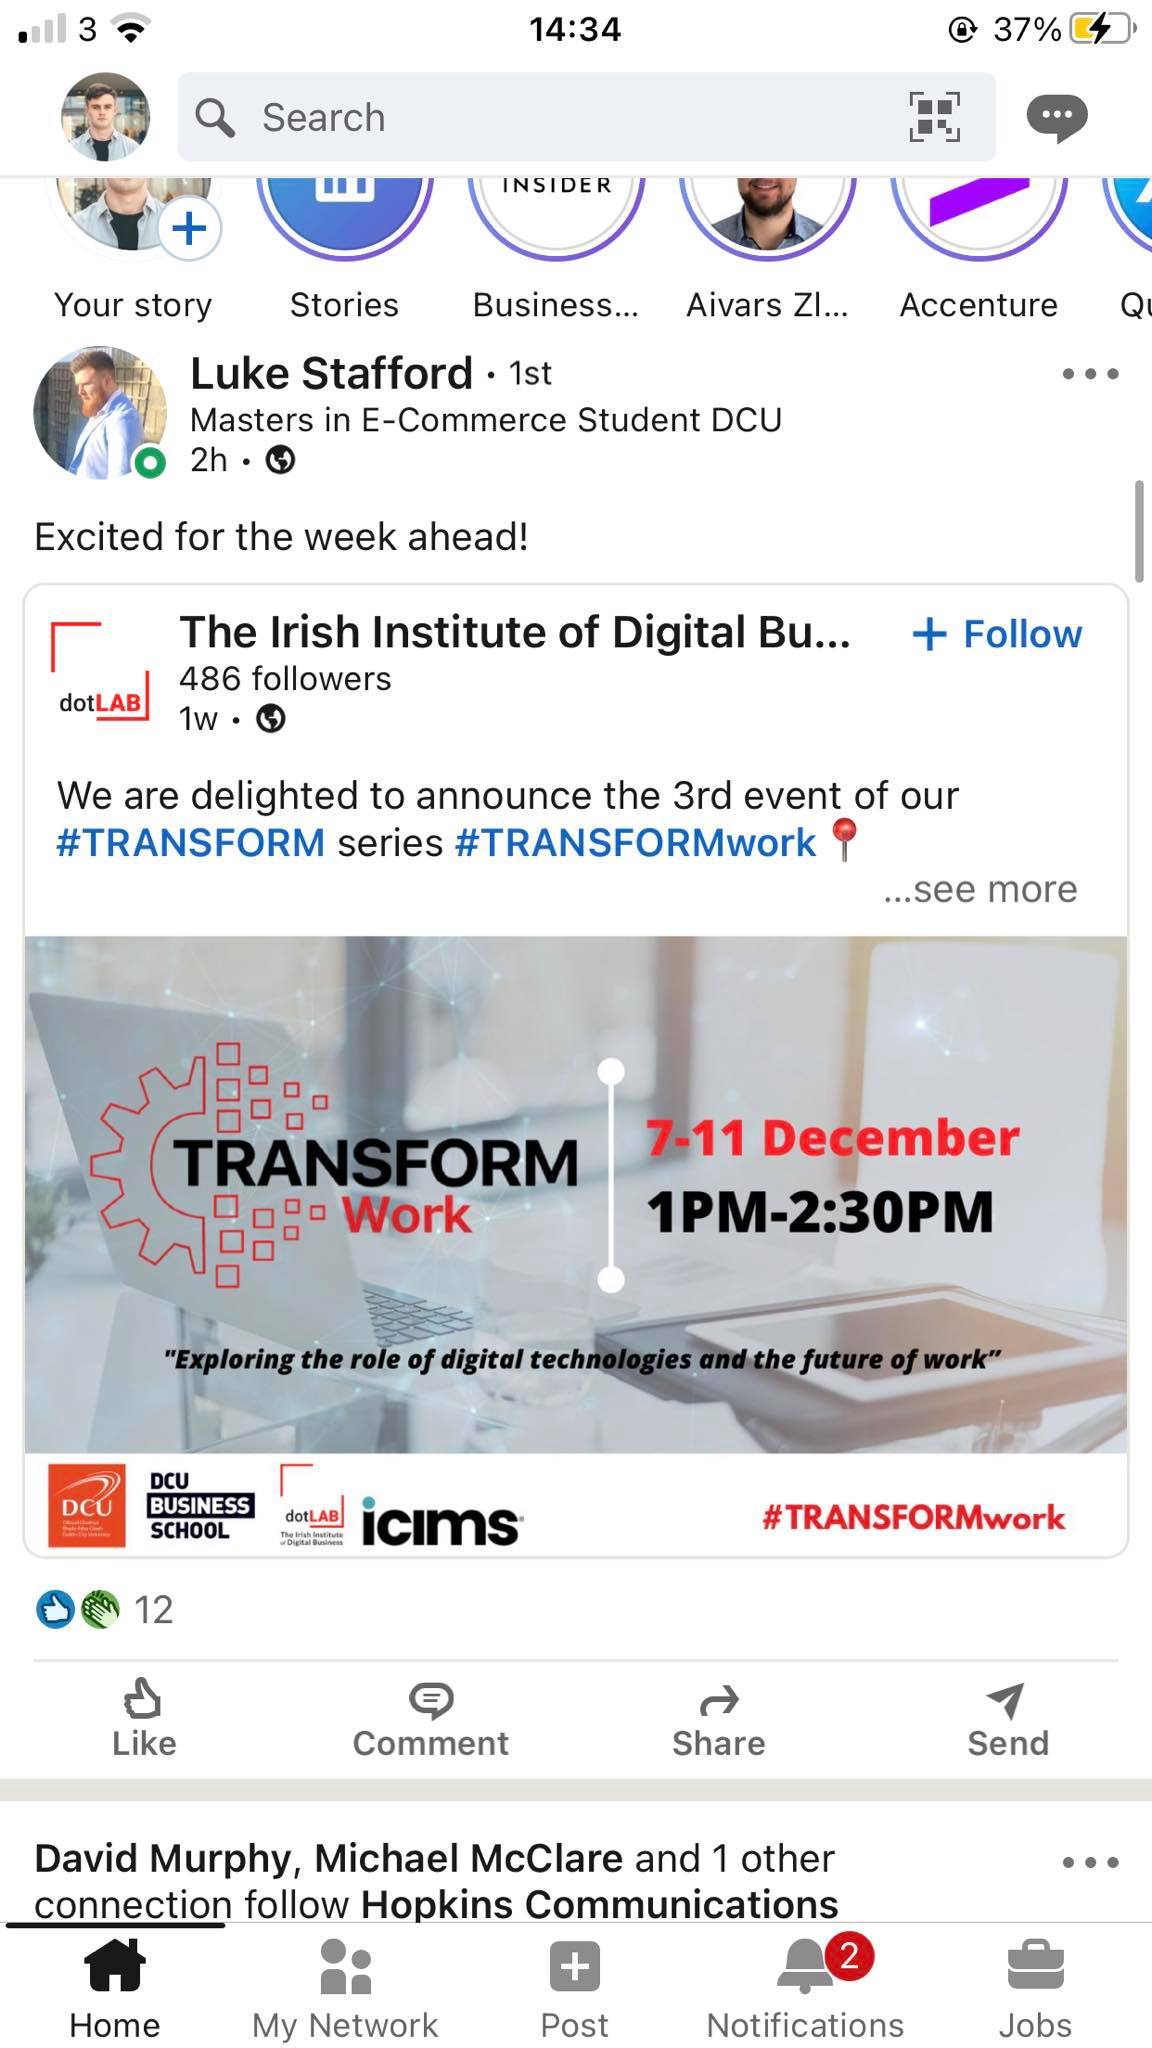 3
14:34
37%
Search
INSIDER
Your story
Stories
Business...
Aivars Zl...
Accenture
Luke Stafford • 1st
Masters in E-Commerce Student DCU
2h •
Excited for the week ahead!
The Irish Institute of Digital Bu...
+ Follow
486 followers
dotLAB
1w •
We are delighted to announce the 3rd event of our
#TRANSFORM series #TRANSFORMwork
...see more
TRANSFORM
Work
7-11 December
1PM-2:30PM
"Exploring the role of digital technologies and the future of work”
DCU
DCU
BUSINESS
SCHOOL
dotLAB
The Irish Institute
of Digital Business
icims
#TRANSFORMwork
12
Like
Comment
Share
Send
David Murphy, Michael McClare and 1 other
connection follow Hopkins Communications
2
Home
My Network
Post
Notifications
Jobs